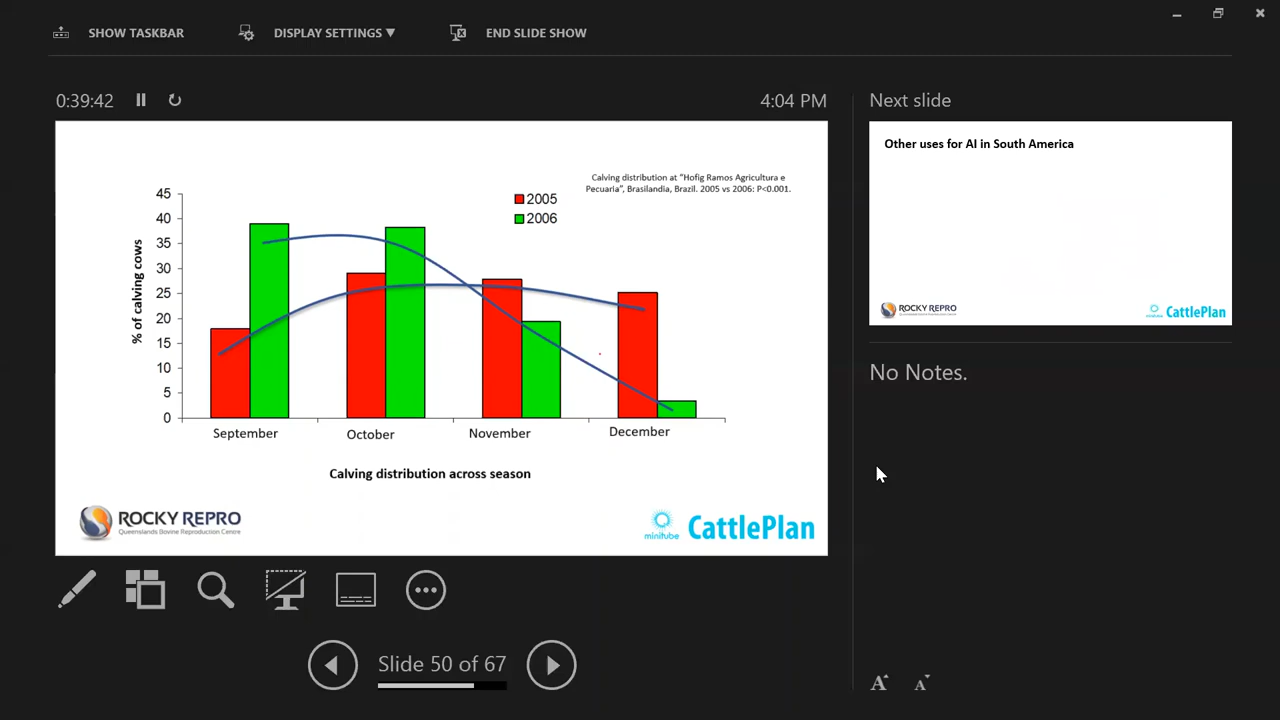 SHOW TASKBAR
DISPLAY SETTINGS ▼
END SLIDE SHOW
0:39:42
4:04 PM
Next slide
Calving distribution at “Hofig Ramos Agricultura e
Pecuaria”, Brasilandia, Brazil. 2005 vs 2006: P<0.001.
2005
2006
45
40
35
30
25
20
15
10
5
0
% of calving cows
September
October
November
December
Calving distribution across season
ROCKY REPRO
Queenslands Bovine Reproduction Centre
minitube
CattlePlan
Other uses for AI in South America
ROCKY REPRO
CattlePlan
No Notes.
Slide 50 of 67
A
A